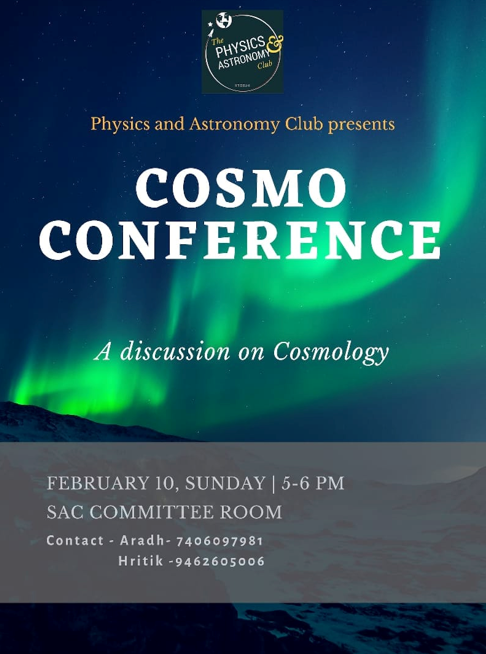 The
PHYSICS &
ASTRONOMY
Club
Physics and Astronomy Club presents
COSMO
CONFERENCE
A discussion on Cosmology
FEBRUARY 10, SUNDAY | 5-6 PM
SAC COMMITTEE ROOM
Contact - Aradh- 7406097981
Hritik -9462605006